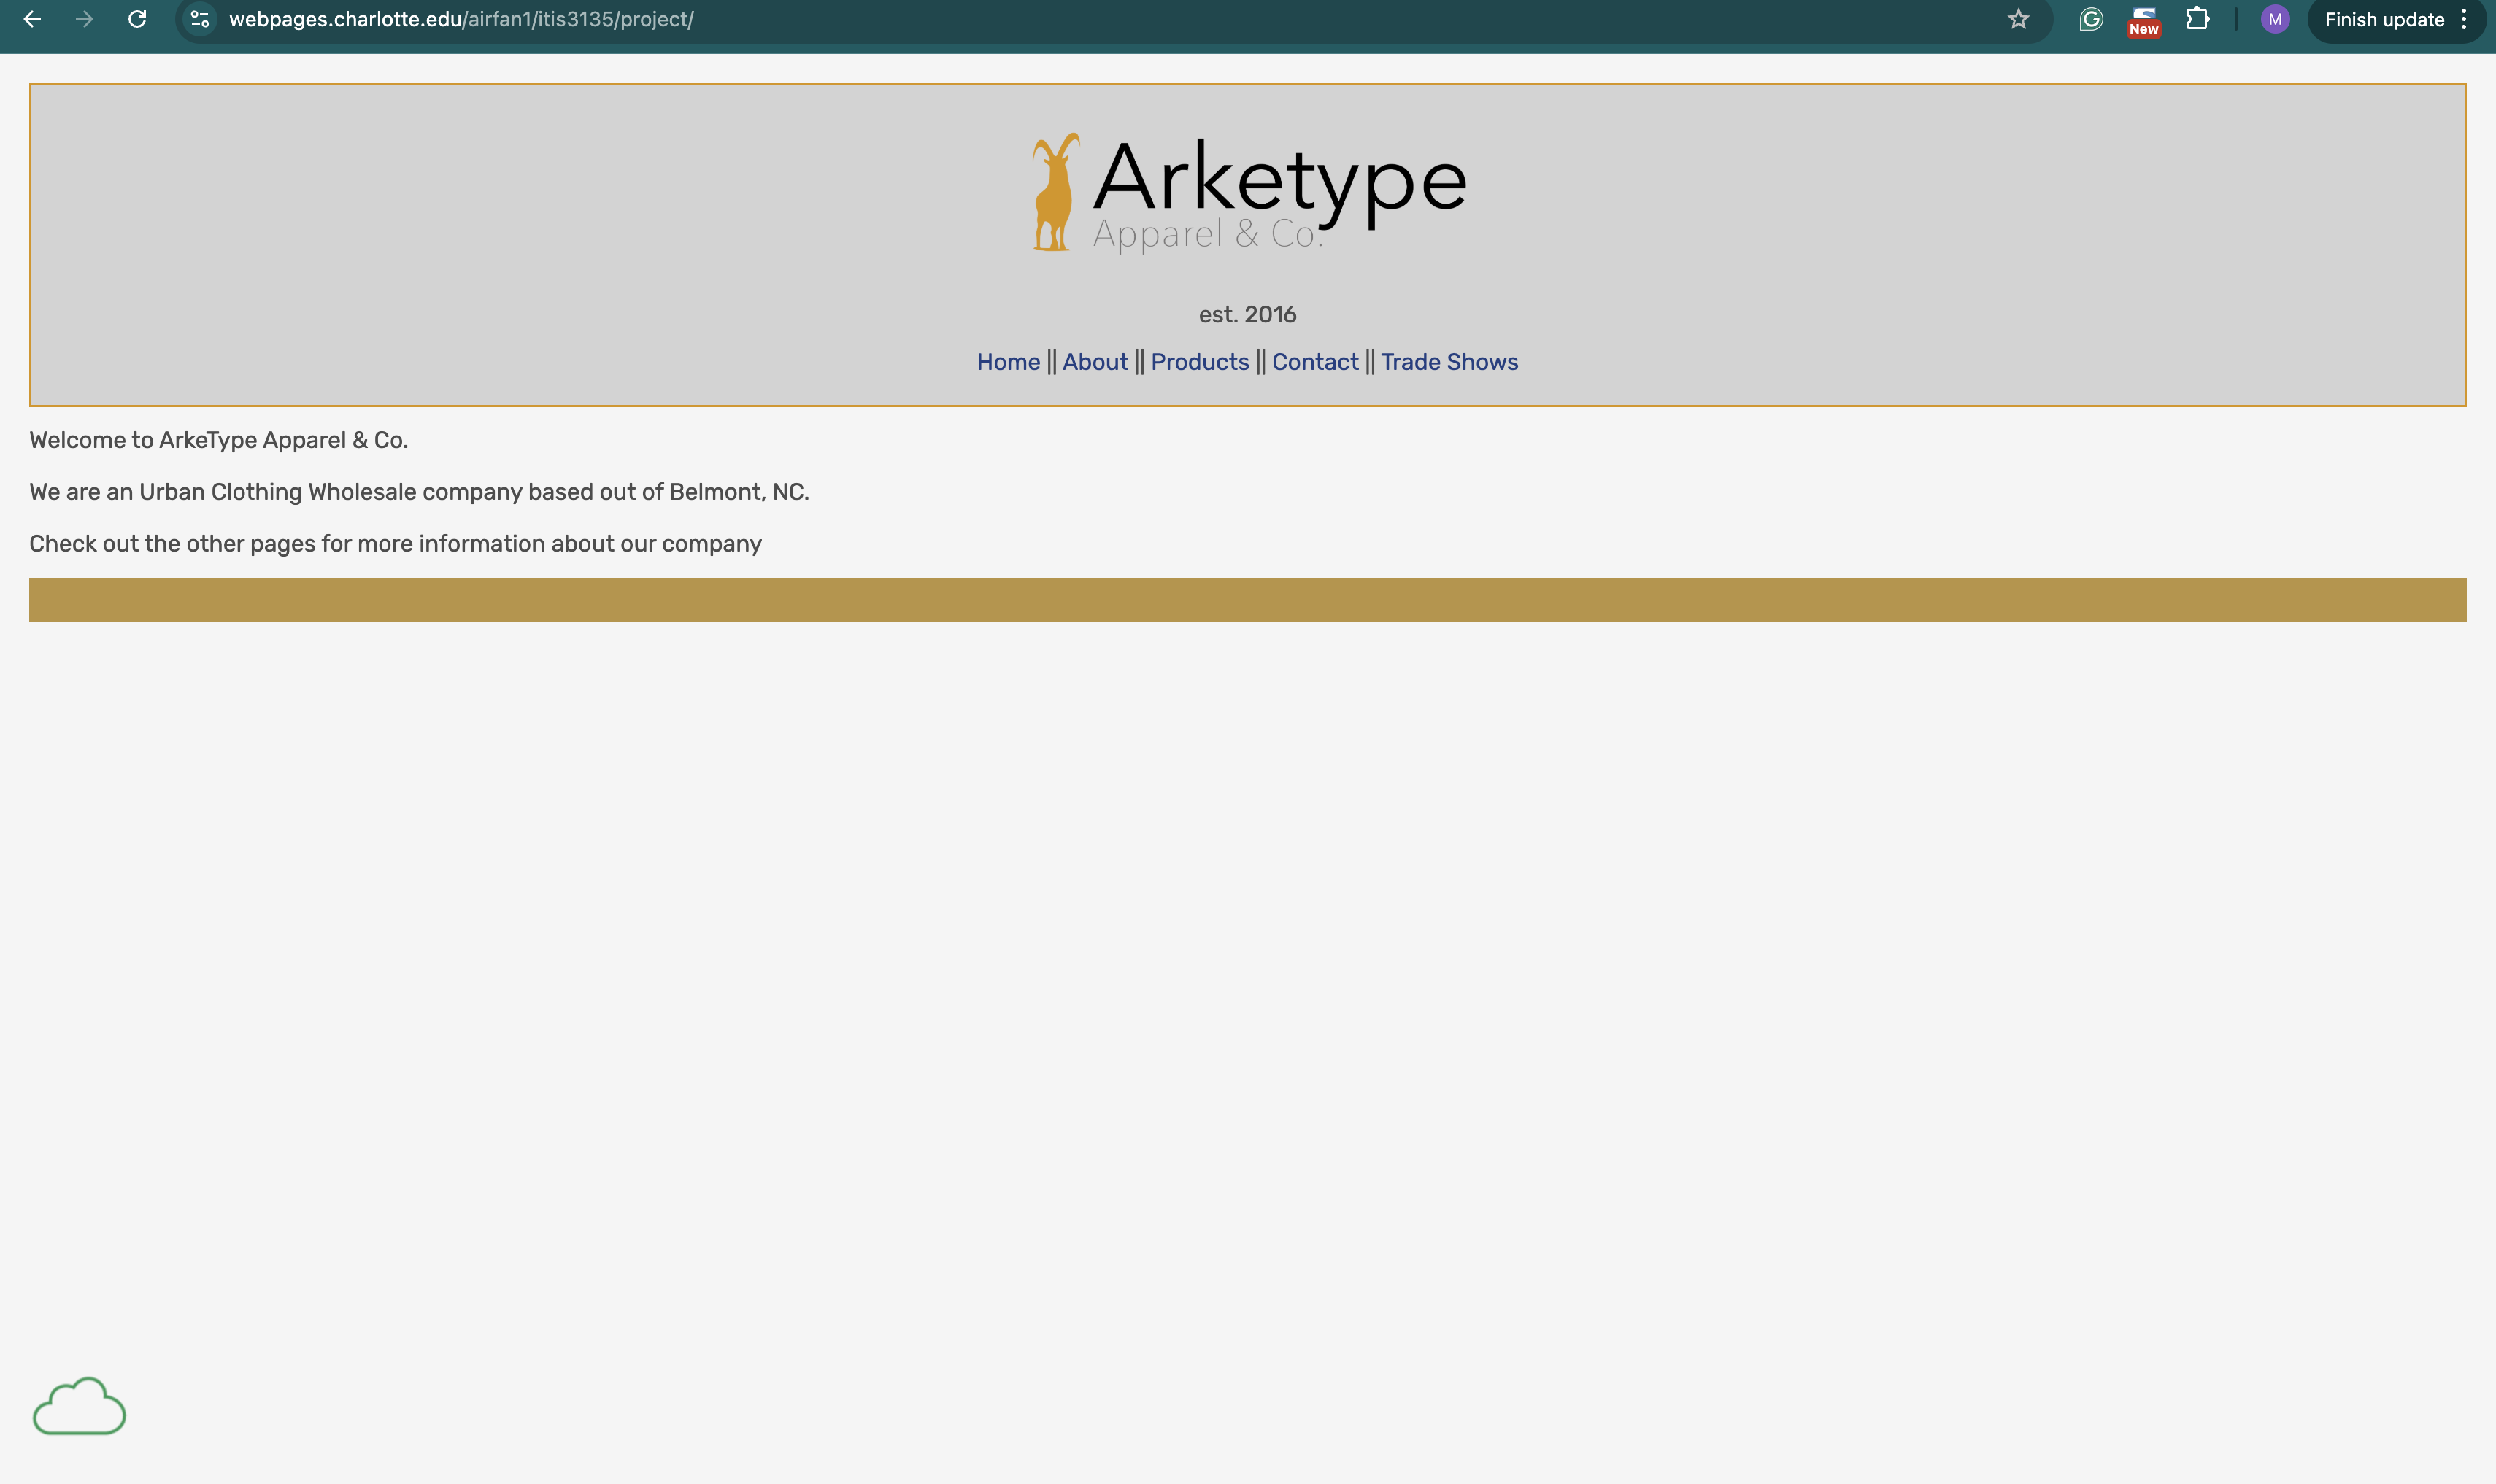 webpages.charlotte.edu/airfan1/itis3135/project/
New
M
Finish update
Arketype
Apparel & Co.
est. 2016
Home || About || Products || Contact || Trade Shows
Welcome to ArkeType Apparel & Co.
We are an Urban Clothing Wholesale company based out of Belmont, NC.
Check out the other pages for more information about our company